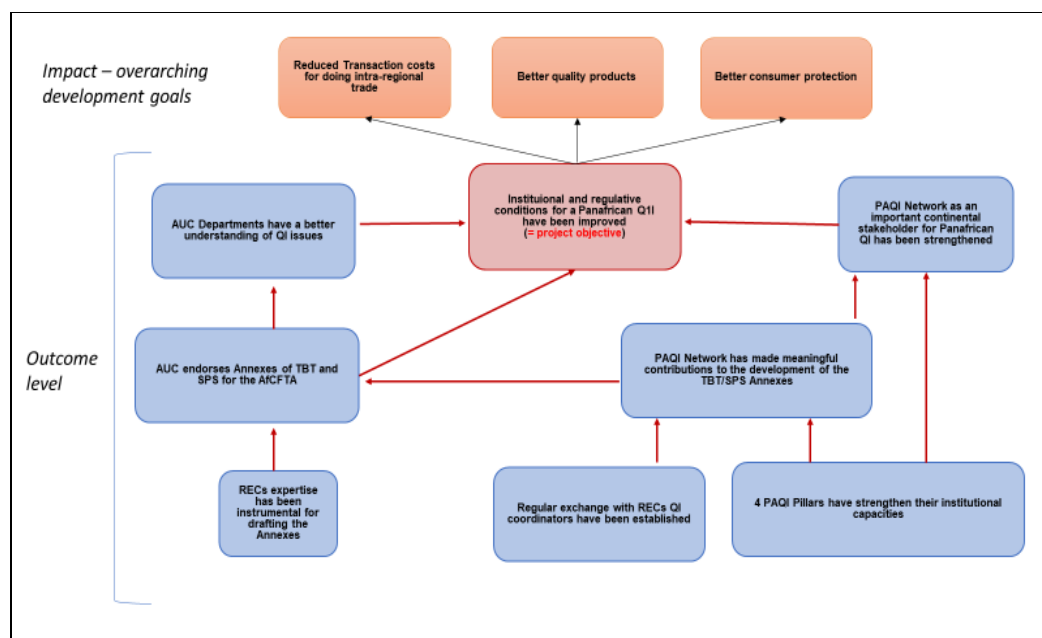 Impact – overarching
development goals
Reduced Transaction costs
for doing intra-regional
trade
Better quality products
Better consumer protection
AUC Departments have a better
understanding of QI issues
Instituional and regulative
conditions for a Panafrican Q1I
have been improved
(= project objective)
PAQI Network as an
important continental
stakeholder for Panafrican
QI has been strengthened
Outcome
level
AUC endorses Annexes of TBT and
SPS for the AfCFTA
PAQI Network has made meaningful
contributions to the development of the
TBT/SPS Annexes
RECs expertise
has been
instrumental for
drafting the
Annexes
Regular exchange with RECs QI
coordinators have been established
4 PAQI Pillars have strengthen their institutional
capacities